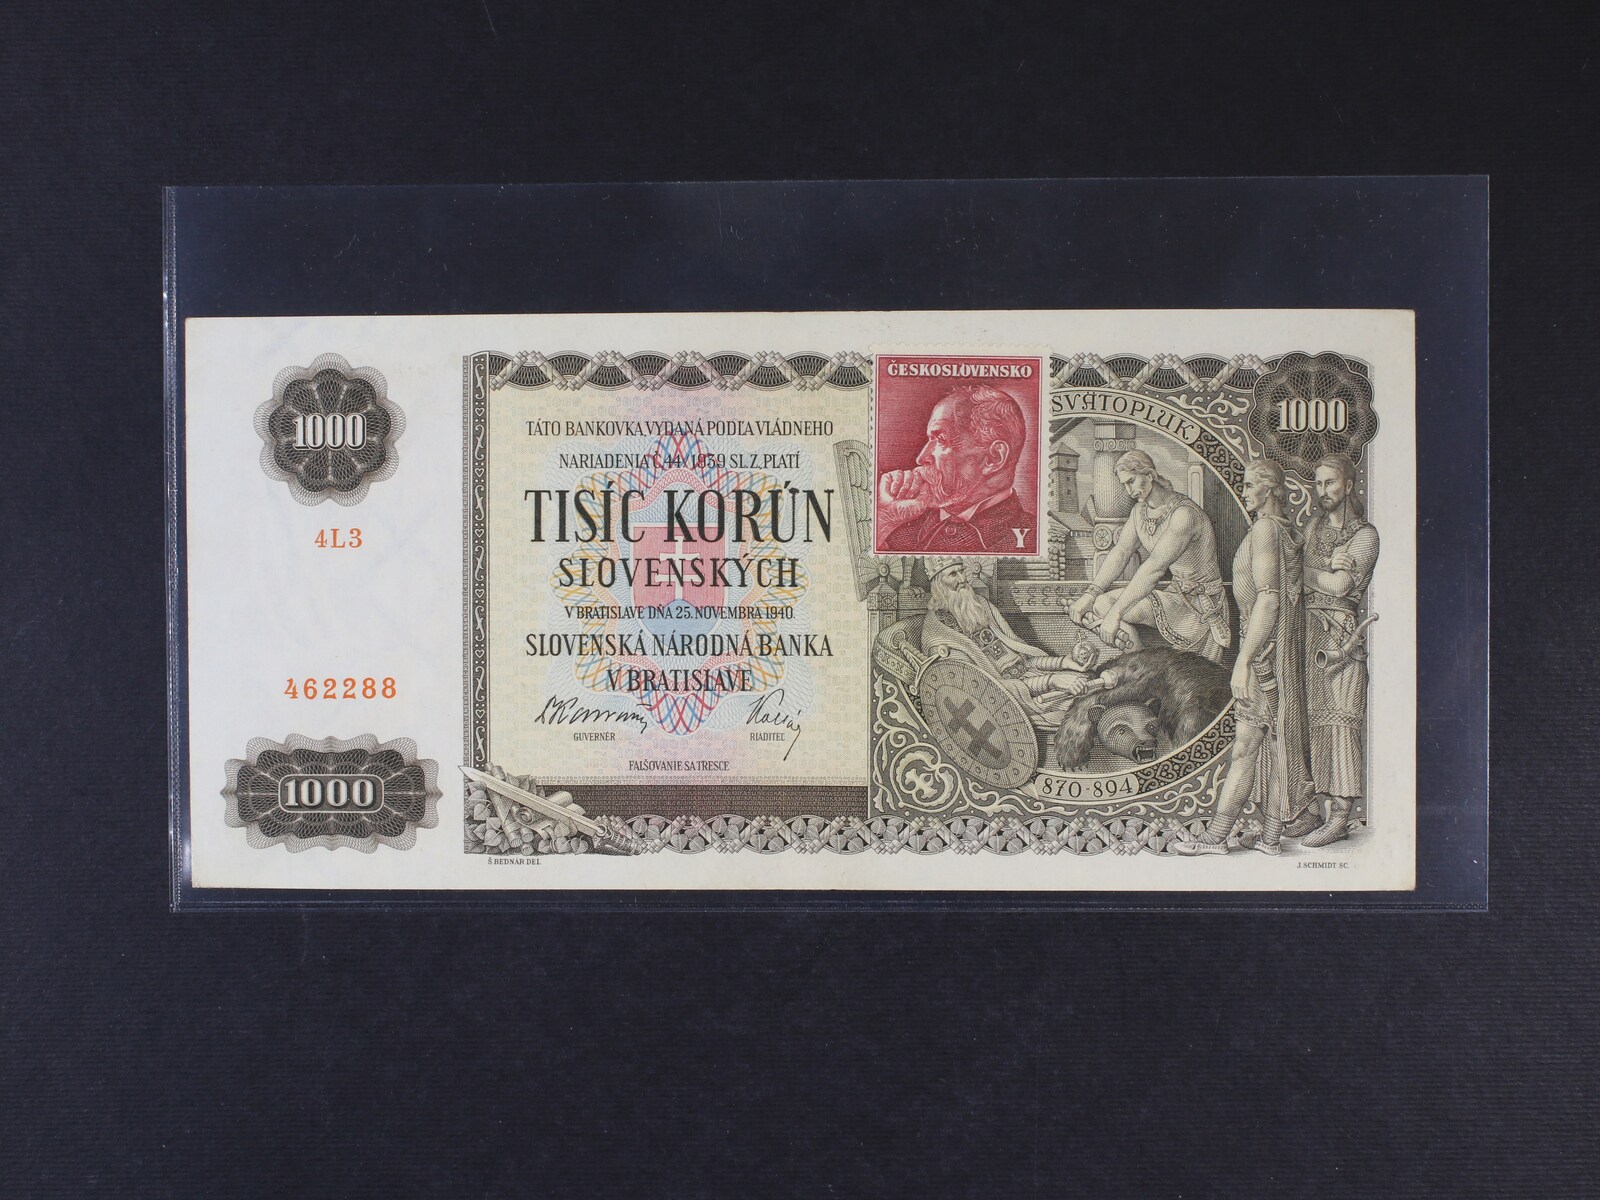 1000
4L3
462288
1000
TÁTO BANKOVKA VYDANÁ PODĽA VLÁDNEHO
NARIADENIA Č. 44/1939 SL. Z. PLATÍ
TISÍC KORÚN
SLOVENSKÝCH
V BRATISLAVE DŇA 25. NOVEMBRA 1940.
SLOVENSKÁ NÁRODNÁ BANKA
V BRATISLAVE
GUVERNÉR
RIADITEĽ
FALŠOVANIE SA TRESCE
Š. BEDNÁR DEL.
ČESKOSLOVENSKO
Y
SVÄTOPLUK
1000
870-894
J. SCHMIDT SC.